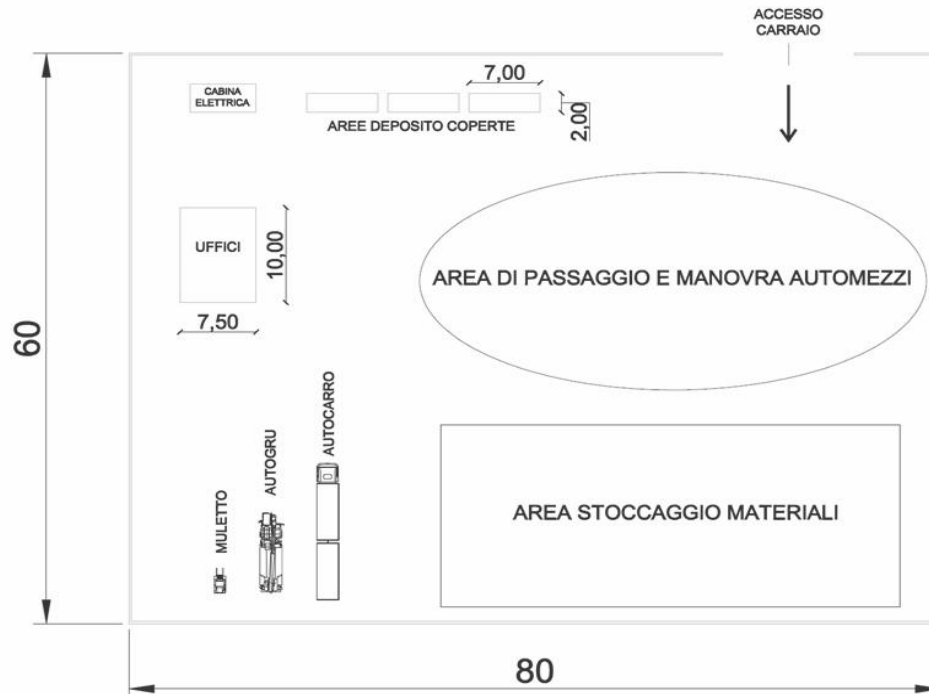 ACCESSO
CARRAIO
CABINA
ELETTRICA
7,00
2,00
AREE DEPOSITO COPERTE
UFFICI
10,00
7,50
AREA DI PASSAGGIO E MANOVRA AUTOMEZZI
60
MULETTO
AUTOGRU
AUTOCARRO
AREA STOCCAGGIO MATERIALI
80